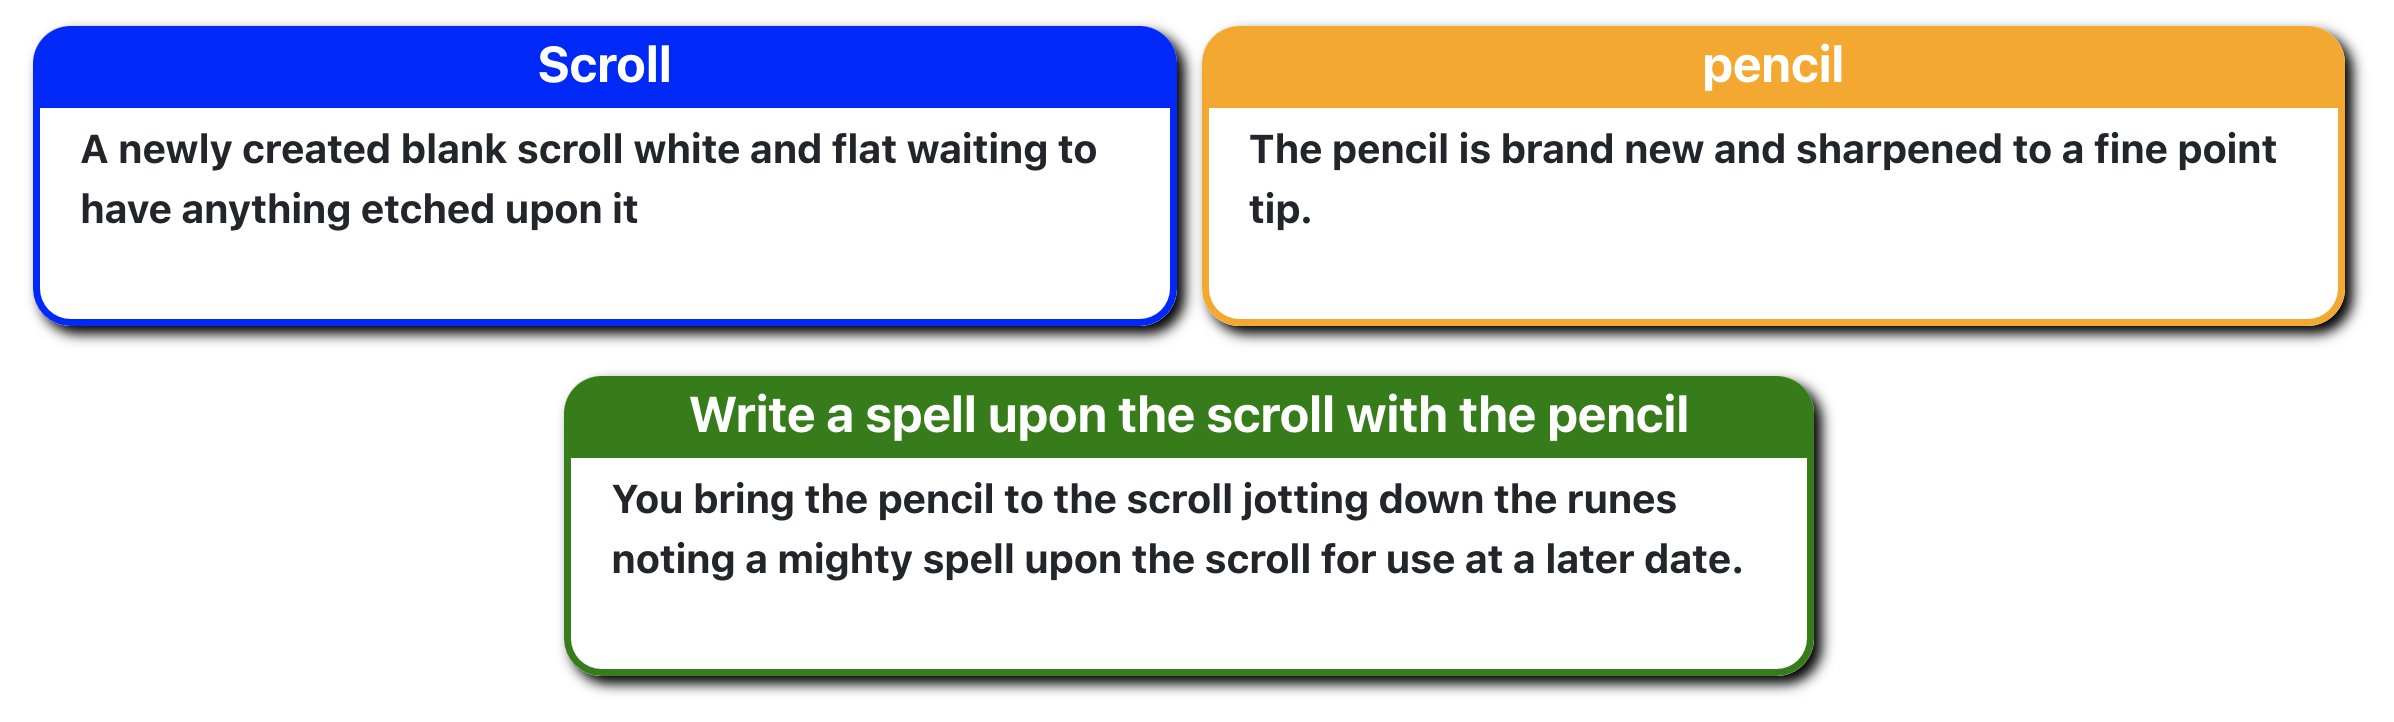 Scroll
A newly created blank scroll white and flat waiting to
have anything etched upon it
pencil
The pencil is brand new and sharpened to a fine point
tip.
Write a spell upon the scroll with the pencil
You bring the pencil to the scroll jotting down the runes
noting a mighty spell upon the scroll for use at a later date.